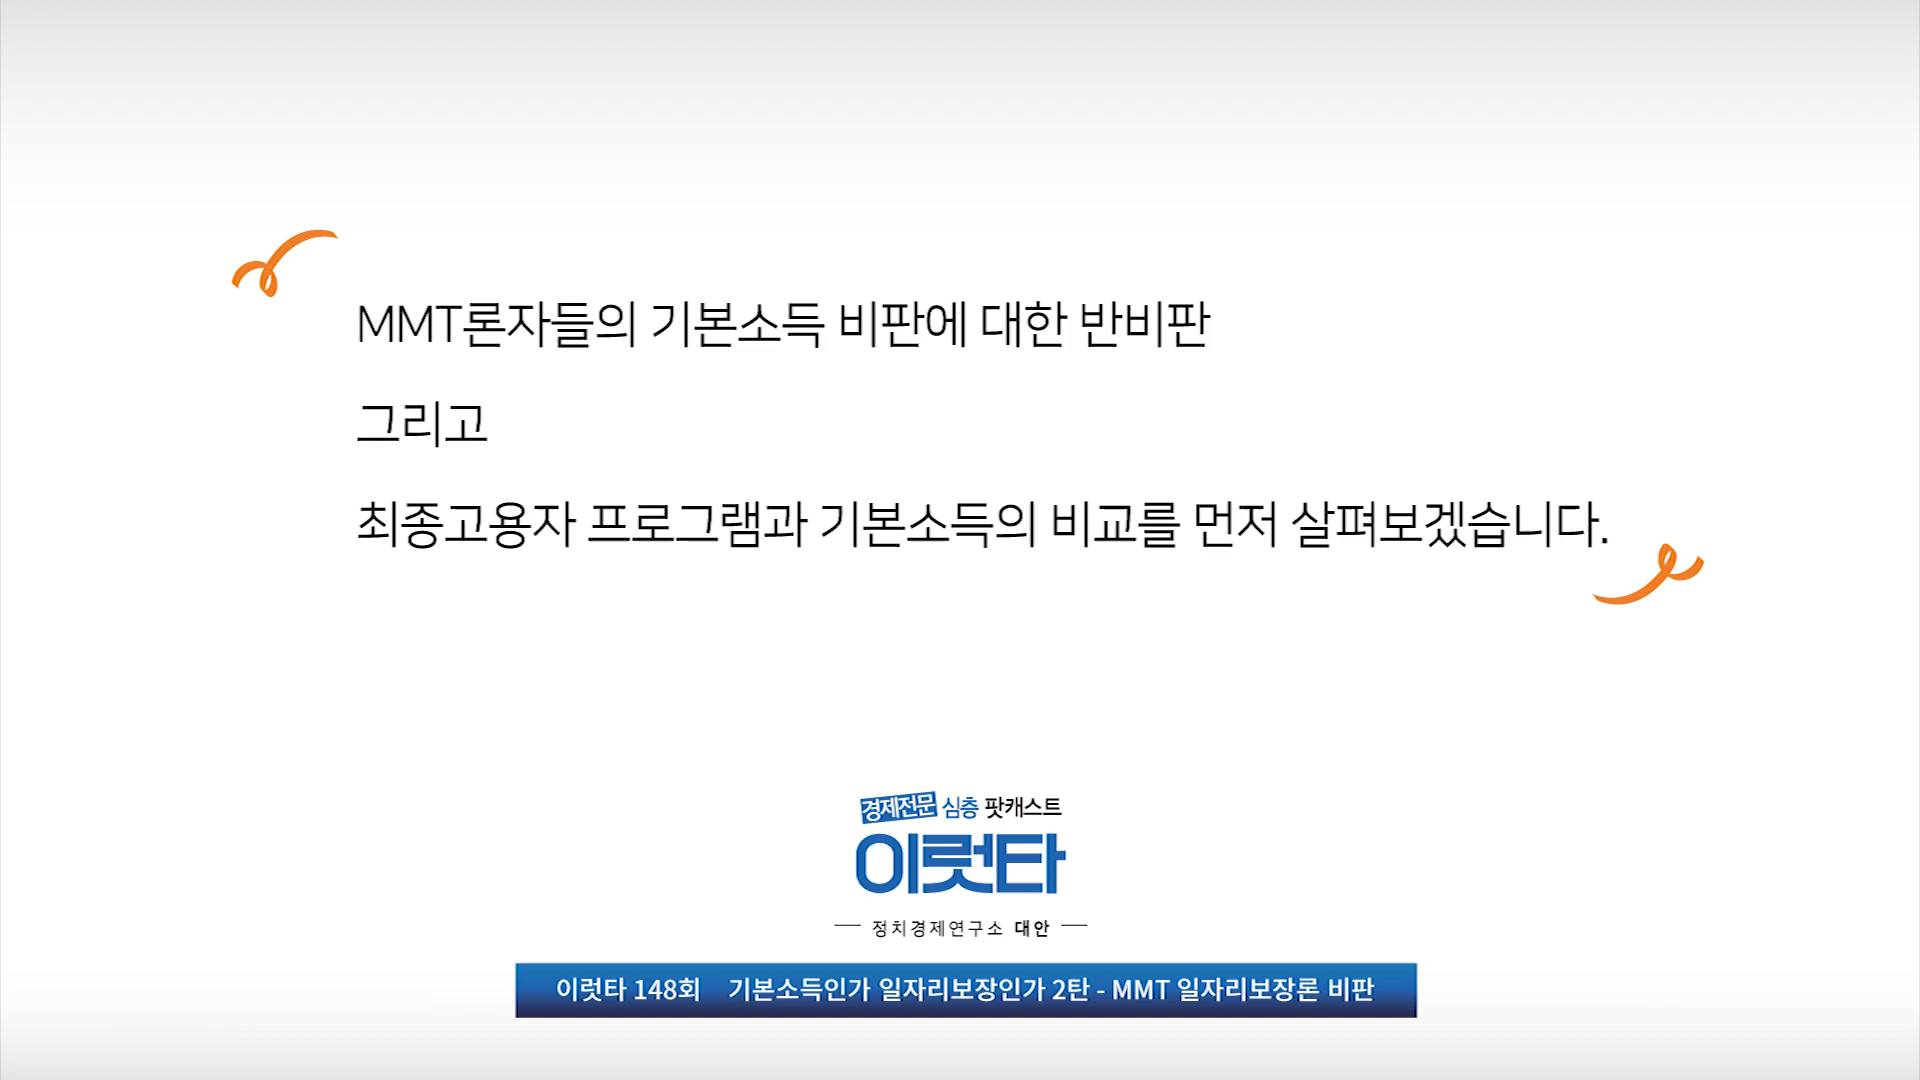 MMT론자들의 기본소득 비판에 대한 반비판
그리고
최종고용자 프로그램과 기본소득의 비교를 먼저 살펴보겠습니다.
경제전문 심층 팟캐스트
이럿타
정치경제연구소 대안
이럿타 148회 기본소득인가 일자리보장인가 2탄 - MMT 일자리보장론 비판